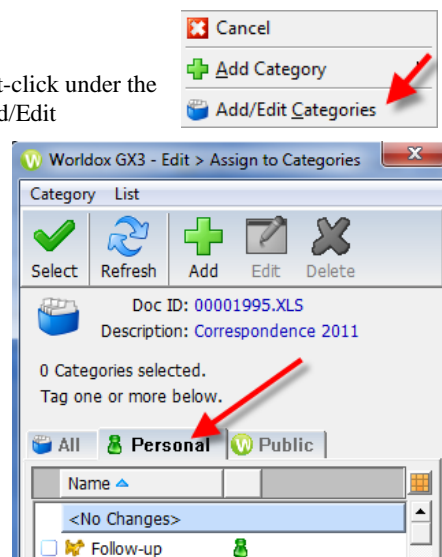 Cancel
Add Category
-click under the
Add/Edit Categories
d/Edit
Worldox GX3 - Edit > Assign to Categories
Category List
Select Refresh Add Edit Delete
Doc ID: 00001995.XLS
Description: Correspondence 2011
0 Categories selected.
Tag one or more below.
All Personal Public
Name
<No Changes>
Follow-up